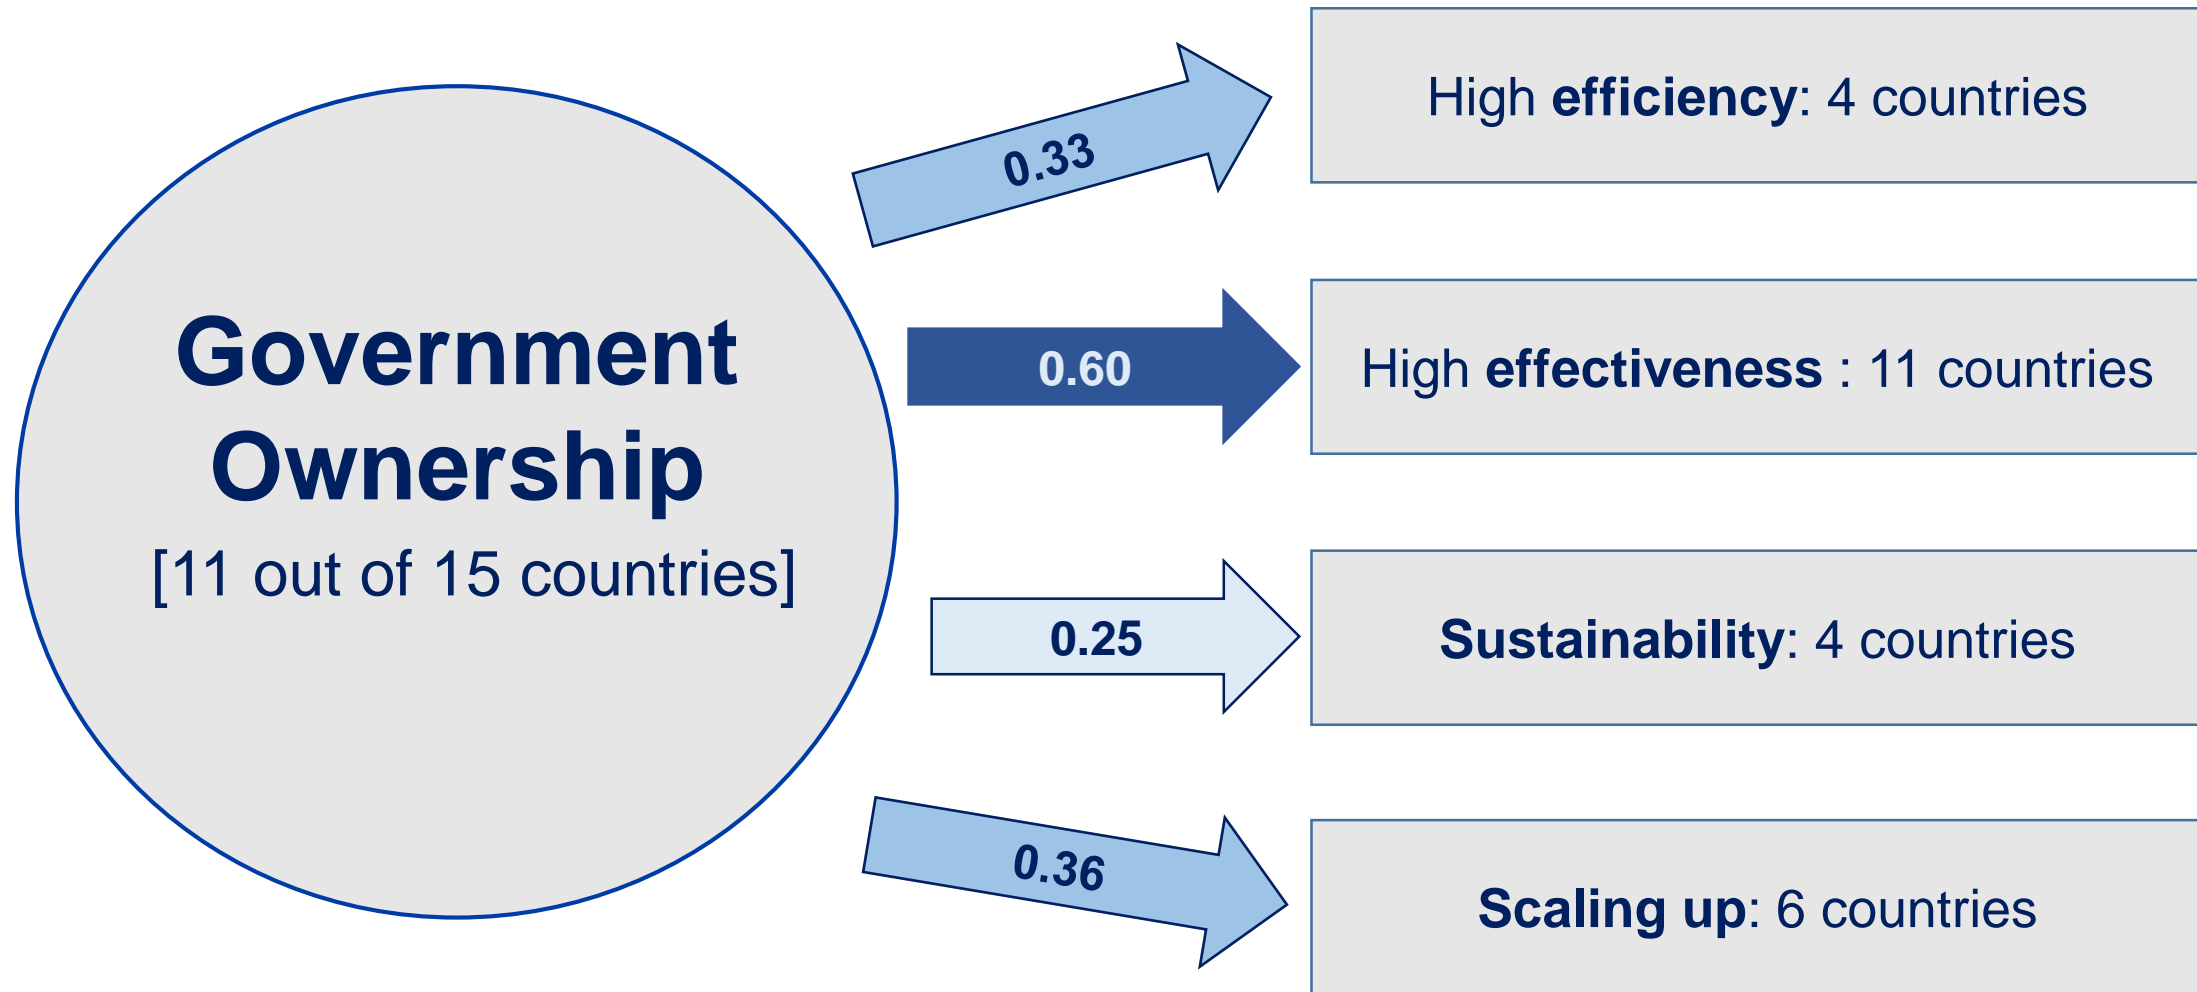 Government
Ownership
[11 out of 15 countries]
0.33
High efficiency: 4 countries
0.60
High effectiveness : 11 countries
0.25
Sustainability: 4 countries
0.36
Scaling up: 6 countries